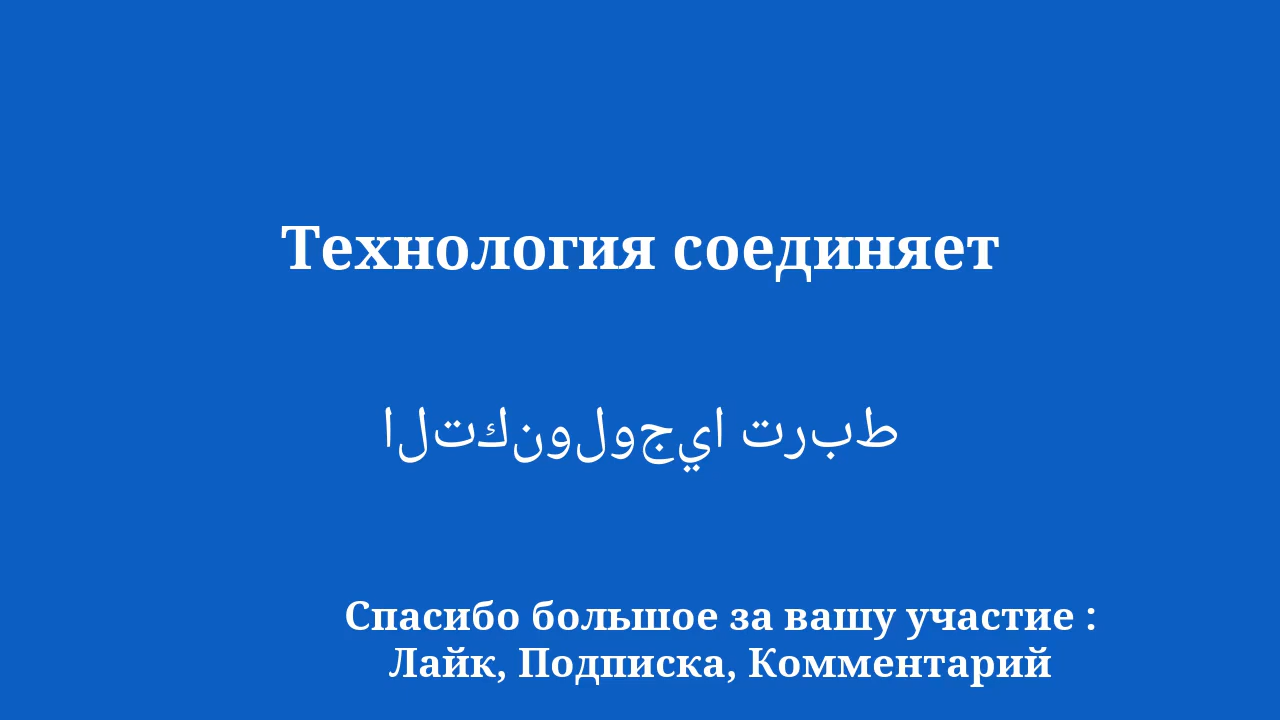 Технология соединяет
التكنولوجيا تربط
Спасибо большое за вашу участие :
Лайк, Подписка, Комментарий